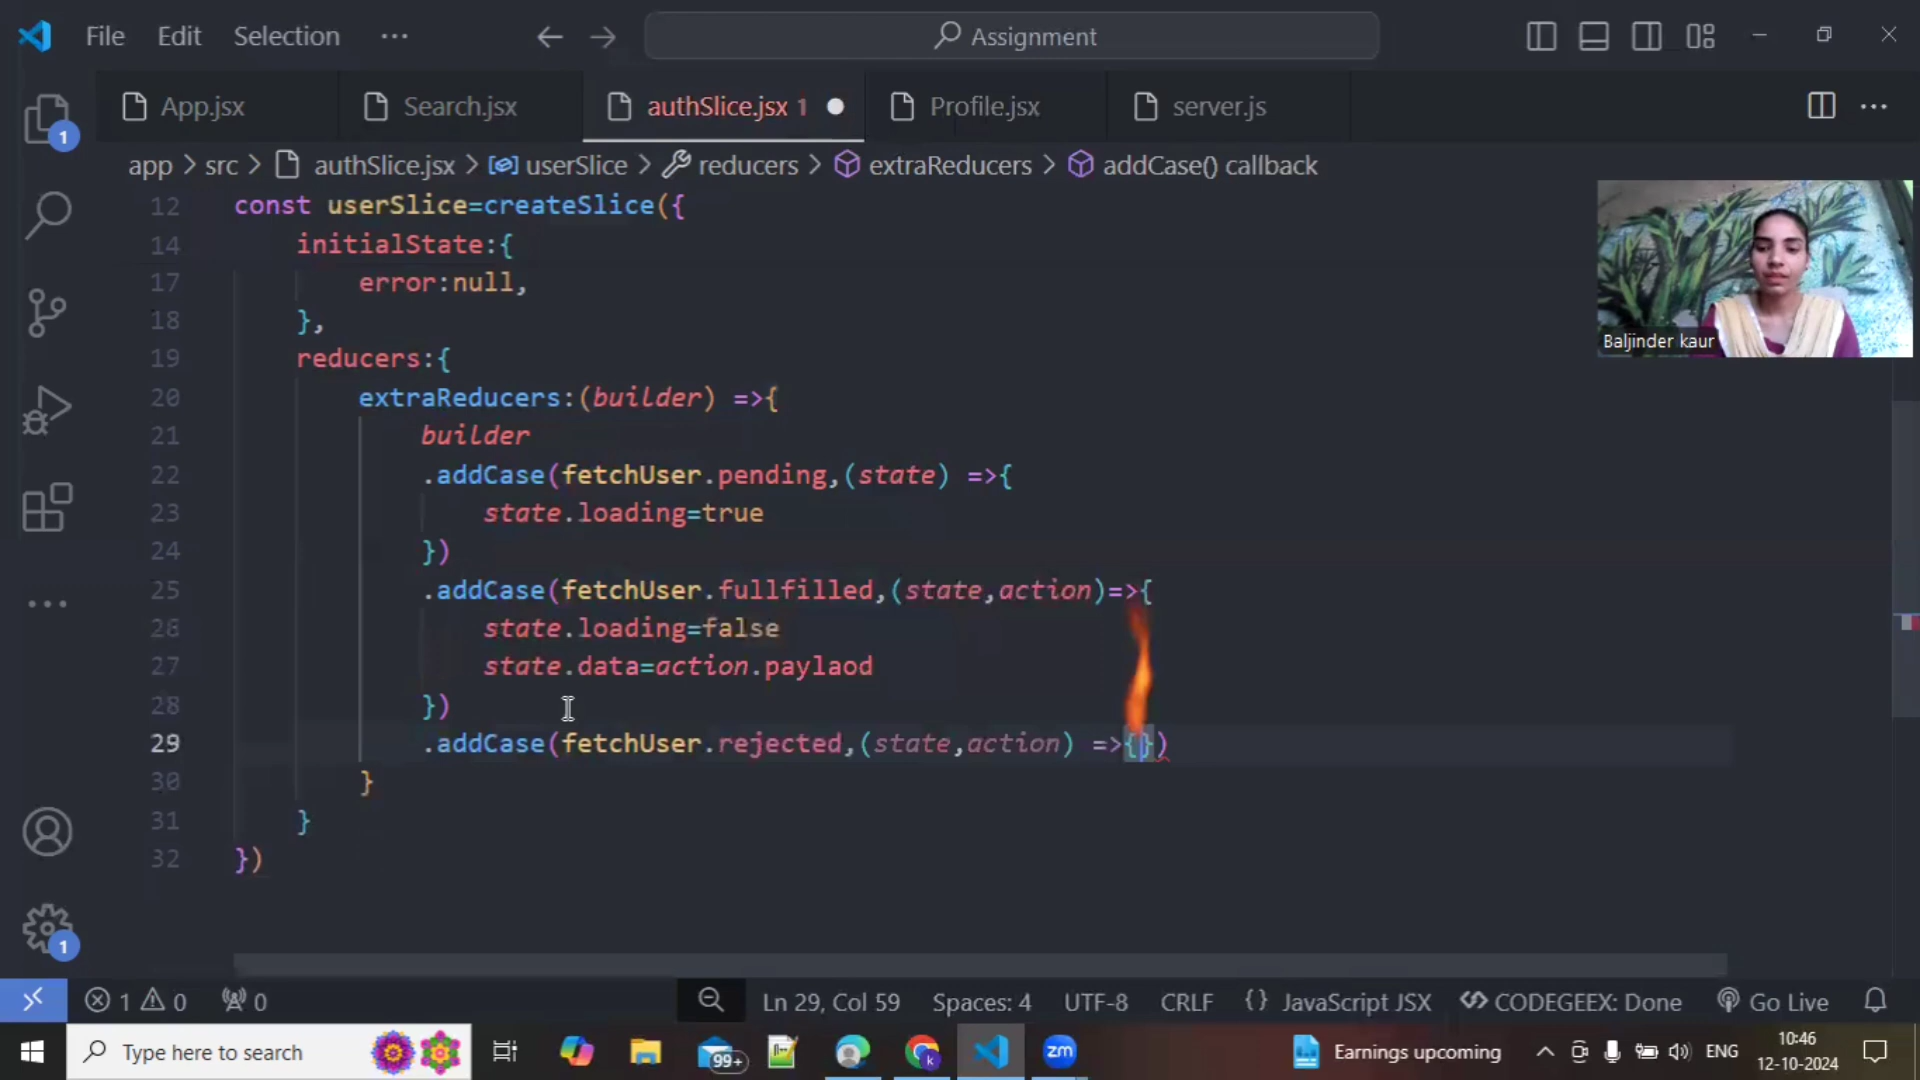 File Edit Selection ···
Assignment
App.jsx Search.jsx authSlice.jsx 1 Profile.jsx server.js
1
app > src > authSlice.jsx > userSlice > reducers > extraReducers > addCase() callback
12 const userSlice=createSlice({
14 initialState:{
17 error:null,
18 },
19 reducers:{
20 extraReducers:(builder) =>{
21 builder
22 .addCase(fetchUser.pending,(state) =>{
23 state.loading=true
24 })
25 .addCase(fetchUser.fullfilled,(state,action)=>{
26 state.loading=false
27 state.data=action.paylaod
28 })
29 .addCase(fetchUser.rejected,(state,action) =>{})
30 }
31 }
32 })
Baljinder kaur
1
1 0 0 Ln 29, Col 59 Spaces: 4 UTF-8 CRLF {} JavaScript JSX CODEGEEX: Done Go Live
Type here to search 99+ k zm Earnings upcoming ENG 10:46
12-10-2024